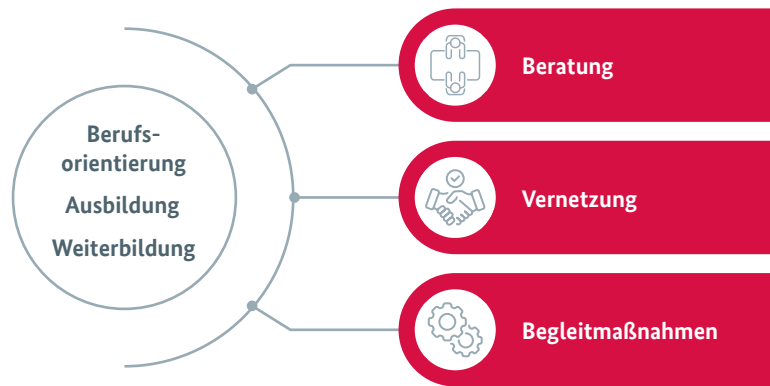 Berufs-
orientierung
Ausbildung
Weiterbildung
Beratung
Vernetzung
Begleitmaßnahmen